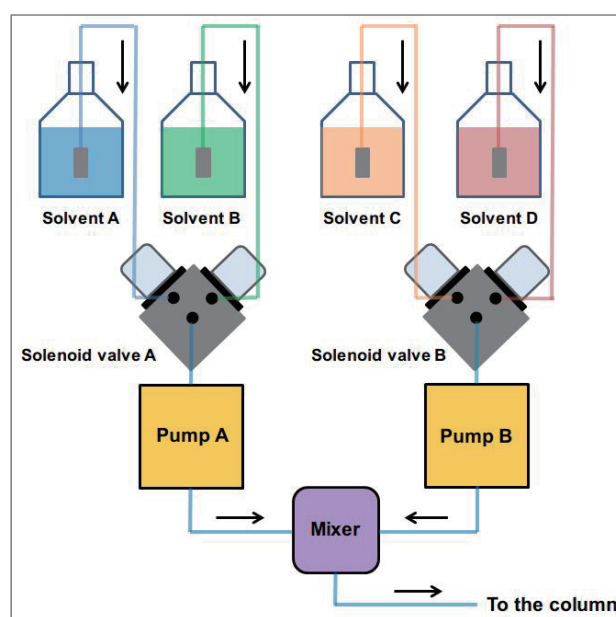 Solvent A
Solvent B
Solvent C
Solvent D
Solenoid valve A
Solenoid valve B
Pump A
Pump B
Mixer
To the column